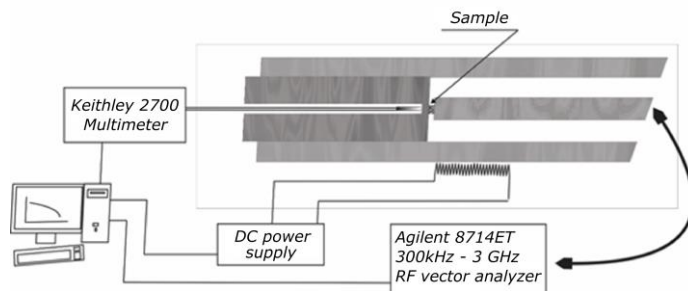 Sample
Keithley 2700
Multimeter
DC power
supply
Agilent 8714ET
300kHz - 3 GHz
RF vector analyzer